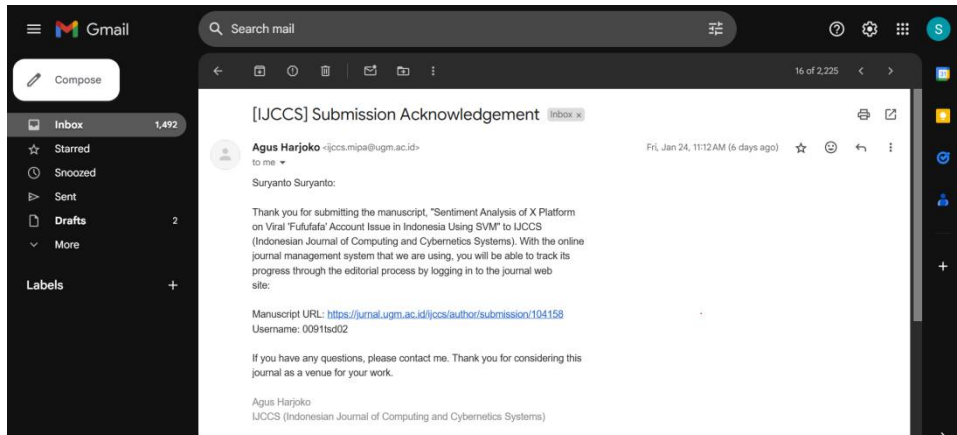 Gmail
Search mail
S
Compose
16 of 2,225
[IJCCS] Submission Acknowledgement Inbox x
Inbox 1,492
Agus Harjoko <ijccs.mipa@ugm.ac.id> Fri, Jan 24, 11:12 AM (6 days ago)
to me
Starred
Snoozed
Sent
Drafts 2
More
Labels
Suryanto Suryanto:
Thank you for submitting the manuscript, "Sentiment Analysis of X Platform
on Viral 'Fufufafa' Account Issue in Indonesia Using SVM" to IJCCS
(Indonesian Journal of Computing and Cybernetics Systems). With the online
journal management system that we are using, you will be able to track its
progress through the editorial process by logging in to the journal web
site:
Manuscript URL: https://jurnal.ugm.ac.id/ijccs/author/submission/104158
Username: 0091tsd02
If you have any questions, please contact me. Thank you for considering this
journal as a venue for your work.
Agus Harjoko
IJCCS (Indonesian Journal of Computing and Cybernetics Systems)